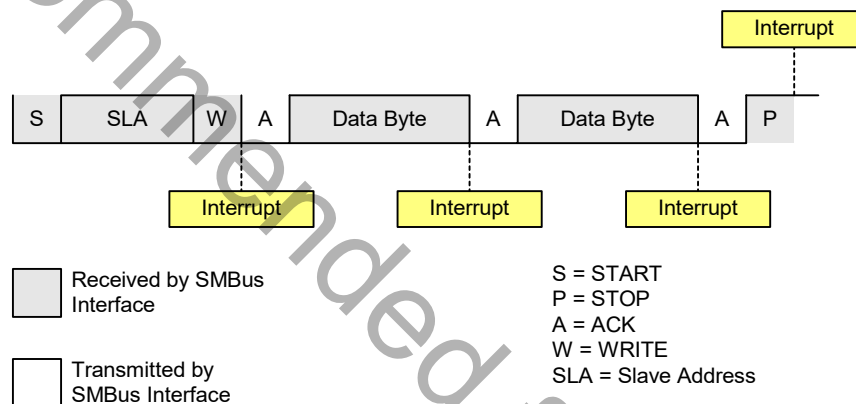 Interrupt
S SLA W A Data Byte A Data Byte A P
Interrupt Interrupt Interrupt
Received by SMBus
Interface
Transmitted by
SMBus Interface
S = START
P = STOP
A = ACK
W = WRITE
SLA = Slave Address
ommended